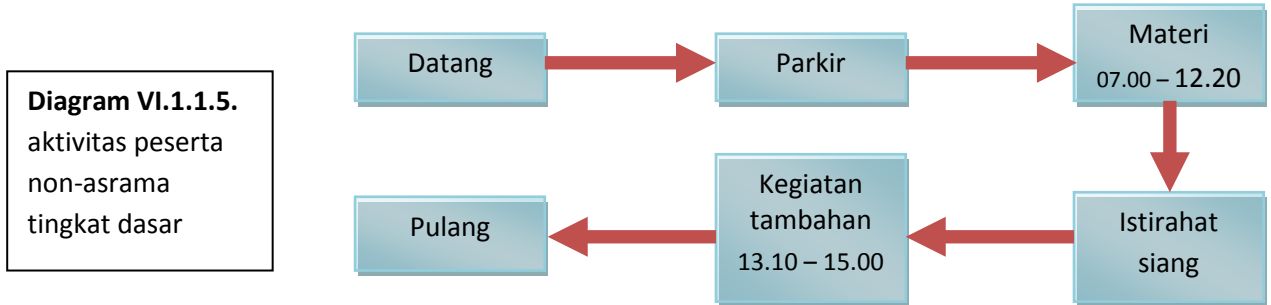 Diagram VI.1.1.5.
aktivitas peserta
non-asrama
tingkat dasar
Datang
Parkir
Materi
07.00 – 12.20
Istirahat
siang
Kegiatan
tambahan
13.10 – 15.00
Pulang